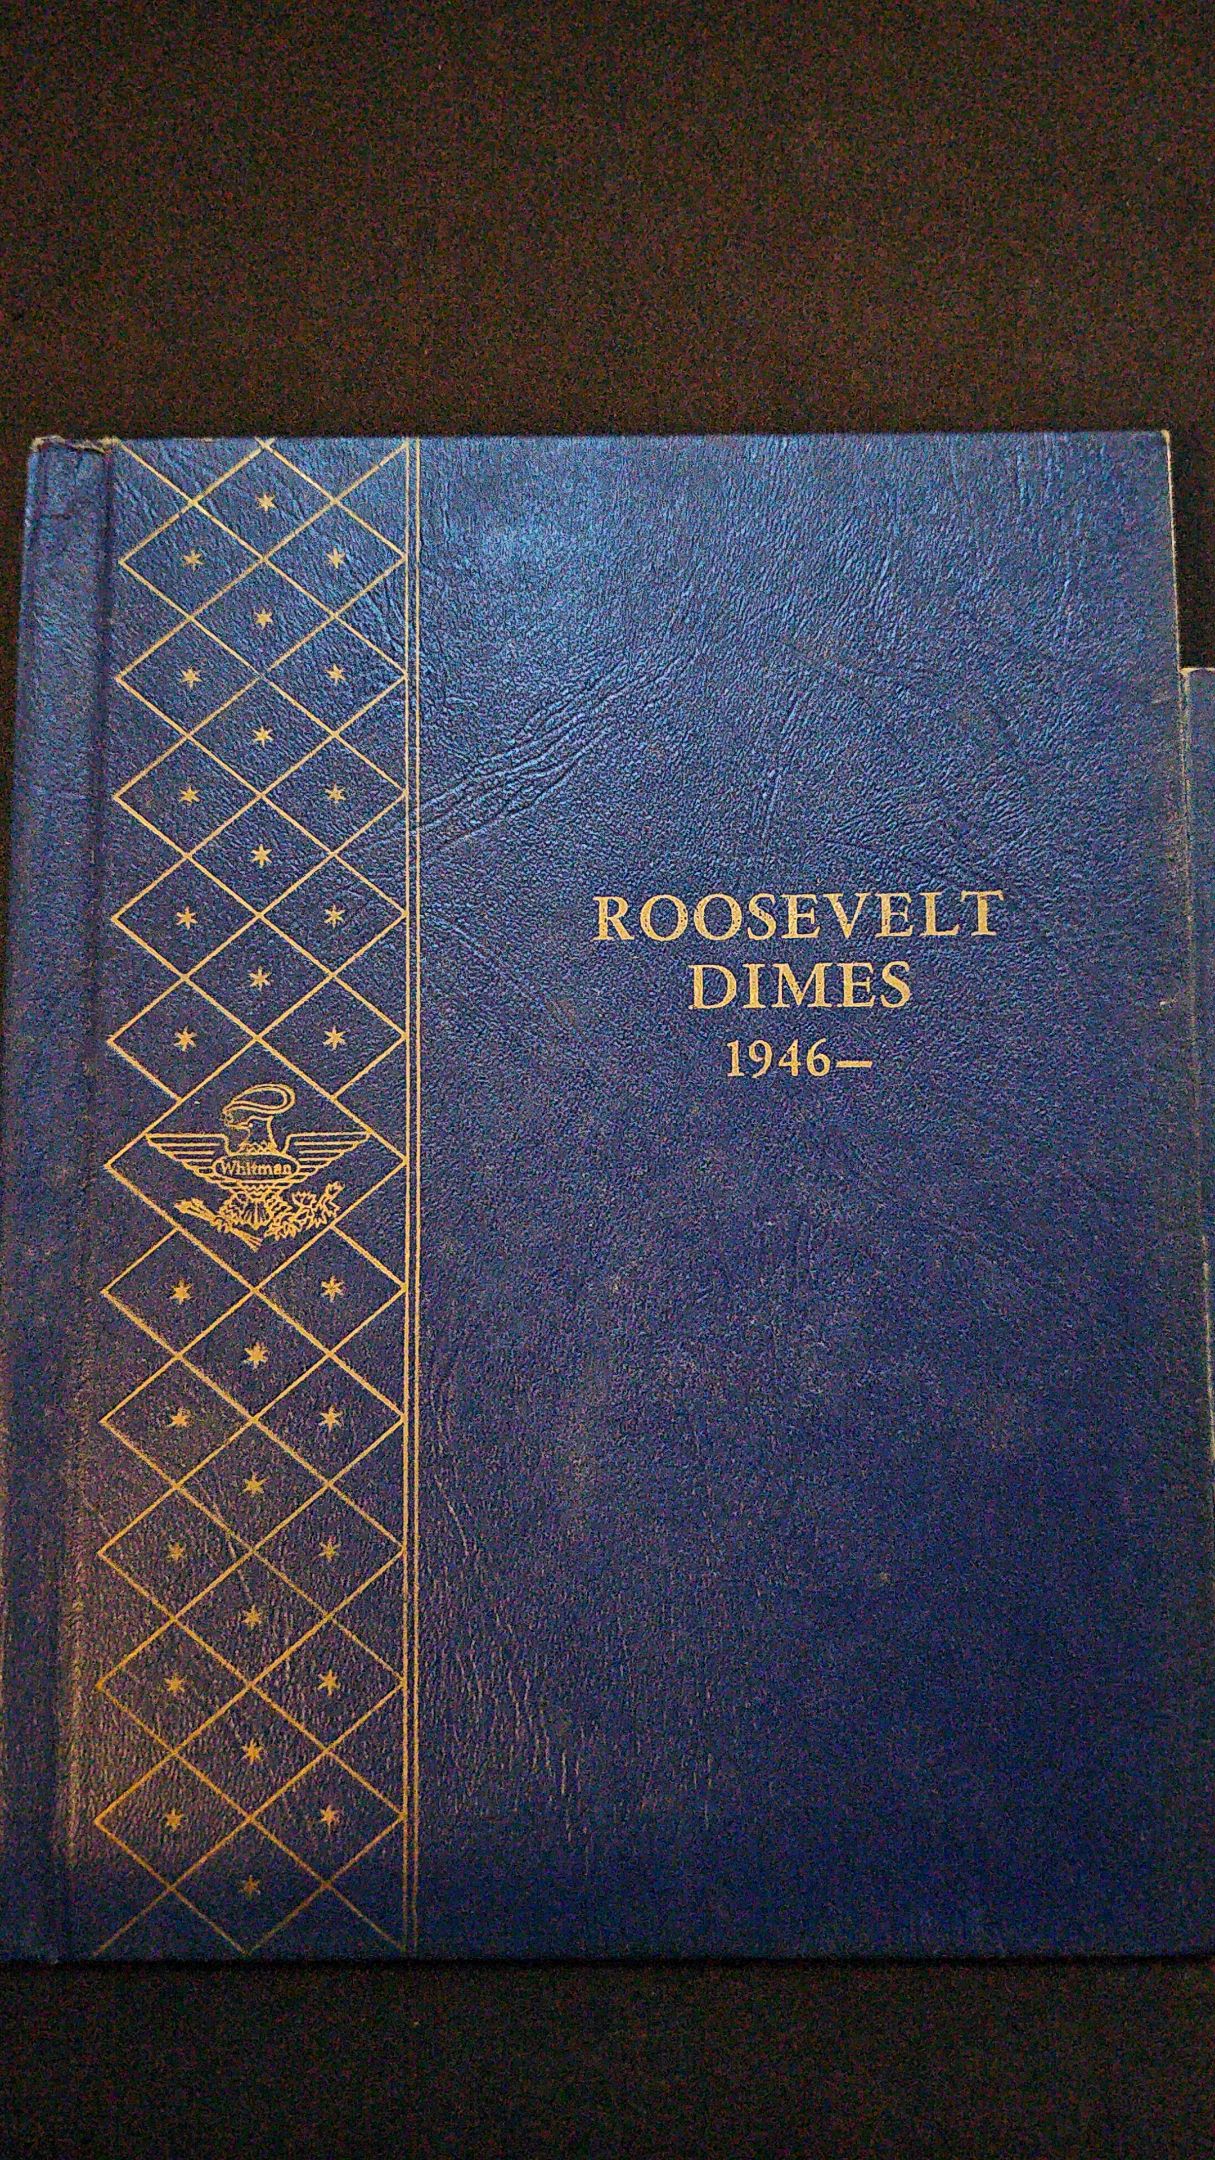 ROOSEVELT
DIMES
1946—
Whitman